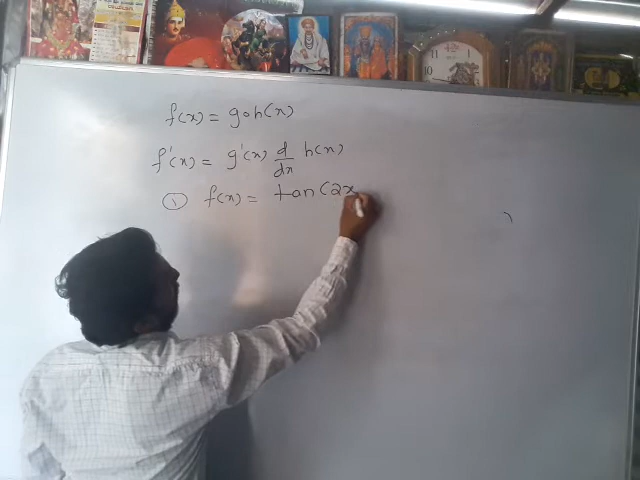 f(x) = goh(x)
f'(x) = g'(x) d/dx h(x)
① f(x) = tan(2x